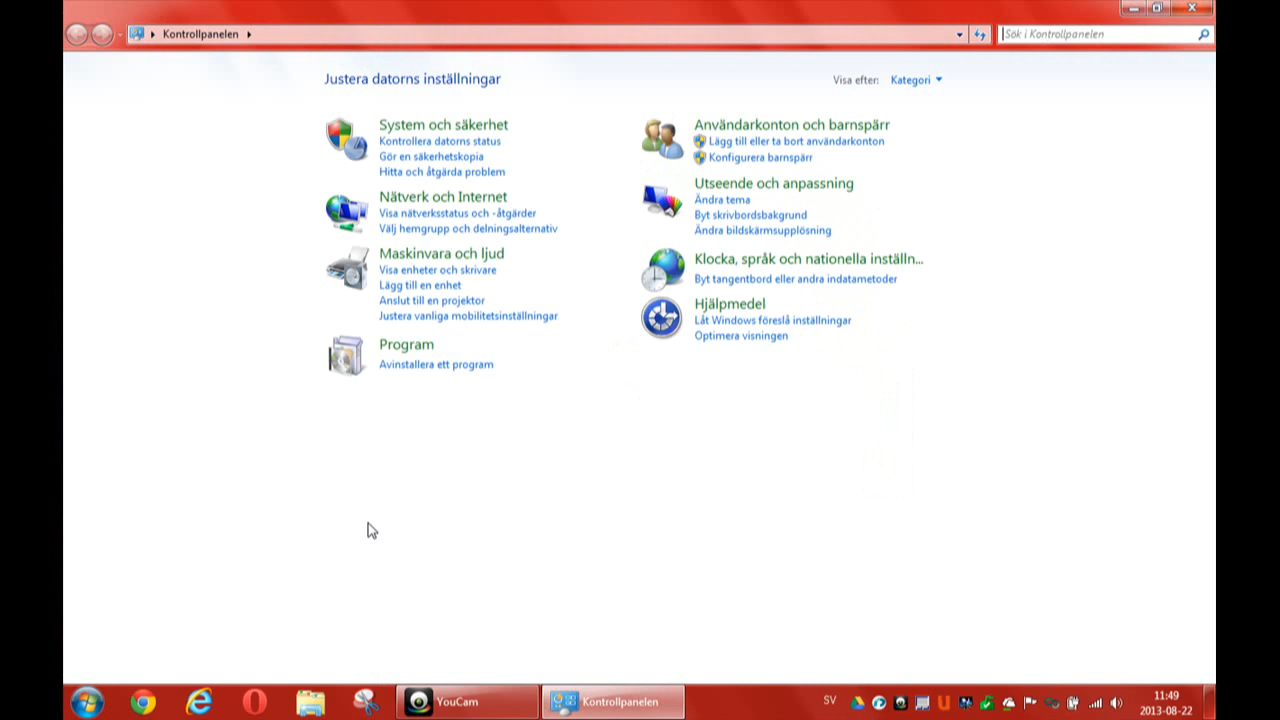 Kontrollpanelen
Sök i Kontrollpanelen
Justera datorns inställningar
Visa efter: Kategori
System och säkerhet
Kontrollera datorns status
Gör en säkerhetskopia
Hitta och åtgärda problem
Nätverk och Internet
Visa nätverksstatus och -åtgärder
Välj hemgrupp och delningsalternativ
Maskinvara och ljud
Visa enheter och skrivare
Lägg till en enhet
Anslut till en projektor
Justera vanliga mobilitetsinställningar
Program
Avinstallera ett program
Användarkonton och barnspärr
Lägg till eller ta bort användarkonton
Konfigurera barnspärr
Utseende och anpassning
Ändra tema
Byt skrivbordsbakgrund
Ändra bildskärmsupplösning
Klocka, språk och nationella inställn...
Byt tangentbord eller andra indatametoder
Hjälpmedel
Låt Windows föreslå inställningar
Optimera visningen
YouCam
Kontrollpanelen
SV
11:49
2013-08-22